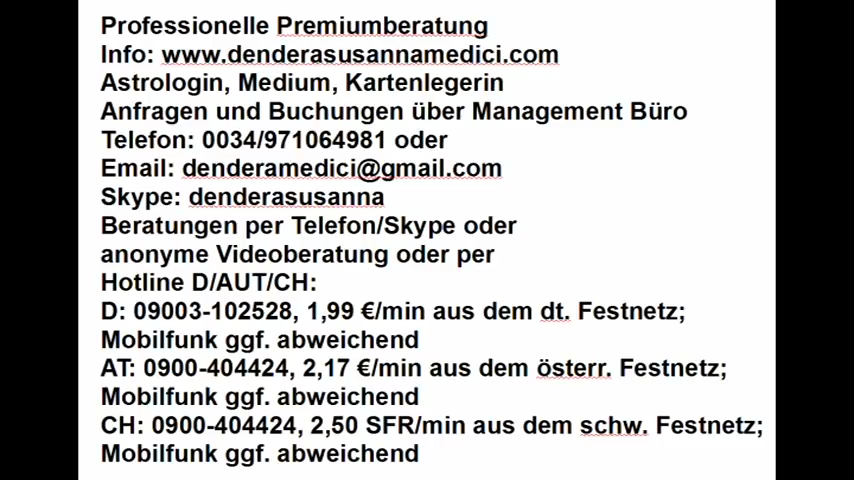 Professionelle Premiumberatung
Info: www.denderasusannamedici.com
Astrologin, Medium, Kartenlegerin
Anfragen und Buchungen über Management Büro
Telefon: 0034/971064981 oder
Email: denderamedici@gmail.com
Skype: denderasusanna
Beratungen per Telefon/Skype oder
anonyme Videoberatung oder per
Hotline D/AUT/CH:
D: 09003-102528, 1,99 €/min aus dem dt. Festnetz;
Mobilfunk ggf. abweichend
AT: 0900-404424, 2,17 €/min aus dem österr. Festnetz;
Mobilfunk ggf. abweichend
CH: 0900-404424, 2,50 SFR/min aus dem schw. Festnetz;
Mobilfunk ggf. abweichend